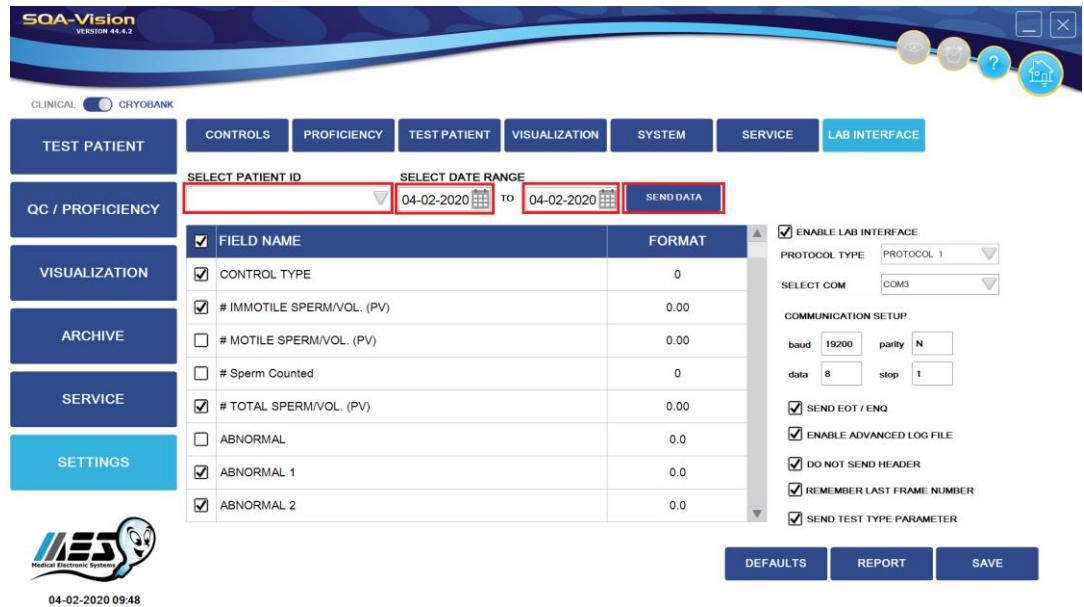 SQA-Vision
VERSION 44.4.2
?
CLINICAL CRYOBANK
TEST PATIENT
QC / PROFICIENCY
VISUALIZATION
ARCHIVE
SERVICE
SETTINGS
CONTROLS PROFICIENCY TEST PATIENT VISUALIZATION SYSTEM SERVICE LAB INTERFACE
SELECT PATIENT ID SELECT DATE RANGE
04-02-2020 TO 04-02-2020 SEND DATA
FIELD NAME FORMAT
CONTROL TYPE 0
# IMMOTILE SPERM/VOL. (PV) 0.00
# MOTILE SPERM/VOL. (PV) 0.00
# Sperm Counted 0
# TOTAL SPERM/VOL. (PV) 0.00
ABNORMAL 0.0
ABNORMAL 1 0.0
ABNORMAL 2 0.0
ENABLE LAB INTERFACE
PROTOCOL TYPE PROTOCOL 1
SELECT COM COM3
COMMUNICATION SETUP
baud 19200 parity N
data 8 stop 1
SEND EOT / ENQ
ENABLE ADVANCED LOG FILE
DO NOT SEND HEADER
REMEMBER LAST FRAME NUMBER
SEND TEST TYPE PARAMETER
DEFAULTS REPORT SAVE
MES
Medical Electronic Systems
04-02-2020 09:48